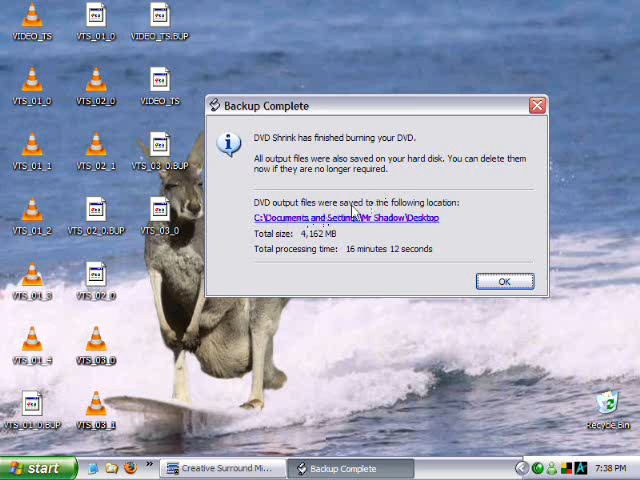 VIDEO_TS
VTS_01_0
VIDEO_TS.BUP
VTS_01_0
VTS_02_0
VIDEO_TS
VTS_01_1
VTS_02_1
VTS_03_0.BUP
VTS_01_2
VTS_02_0.BUP
VTS_03_0
VTS_01_3
VTS_02_0
VTS_01_4
VTS_03_0
VTS_01_0.BUP
VTS_03_1
Backup Complete
DVD Shrink has finished burning your DVD.
All output files were also saved on your hard disk. You can delete them
now if they are no longer required.
DVD output files were saved to the following location:
C:\Documents and Settings\Mr Shadow\Desktop
Total size: 4,162 MB
Total processing time: 16 minutes 12 seconds
OK
Recycle Bin
start
Creative Surround Mi...
Backup Complete
7:38 PM